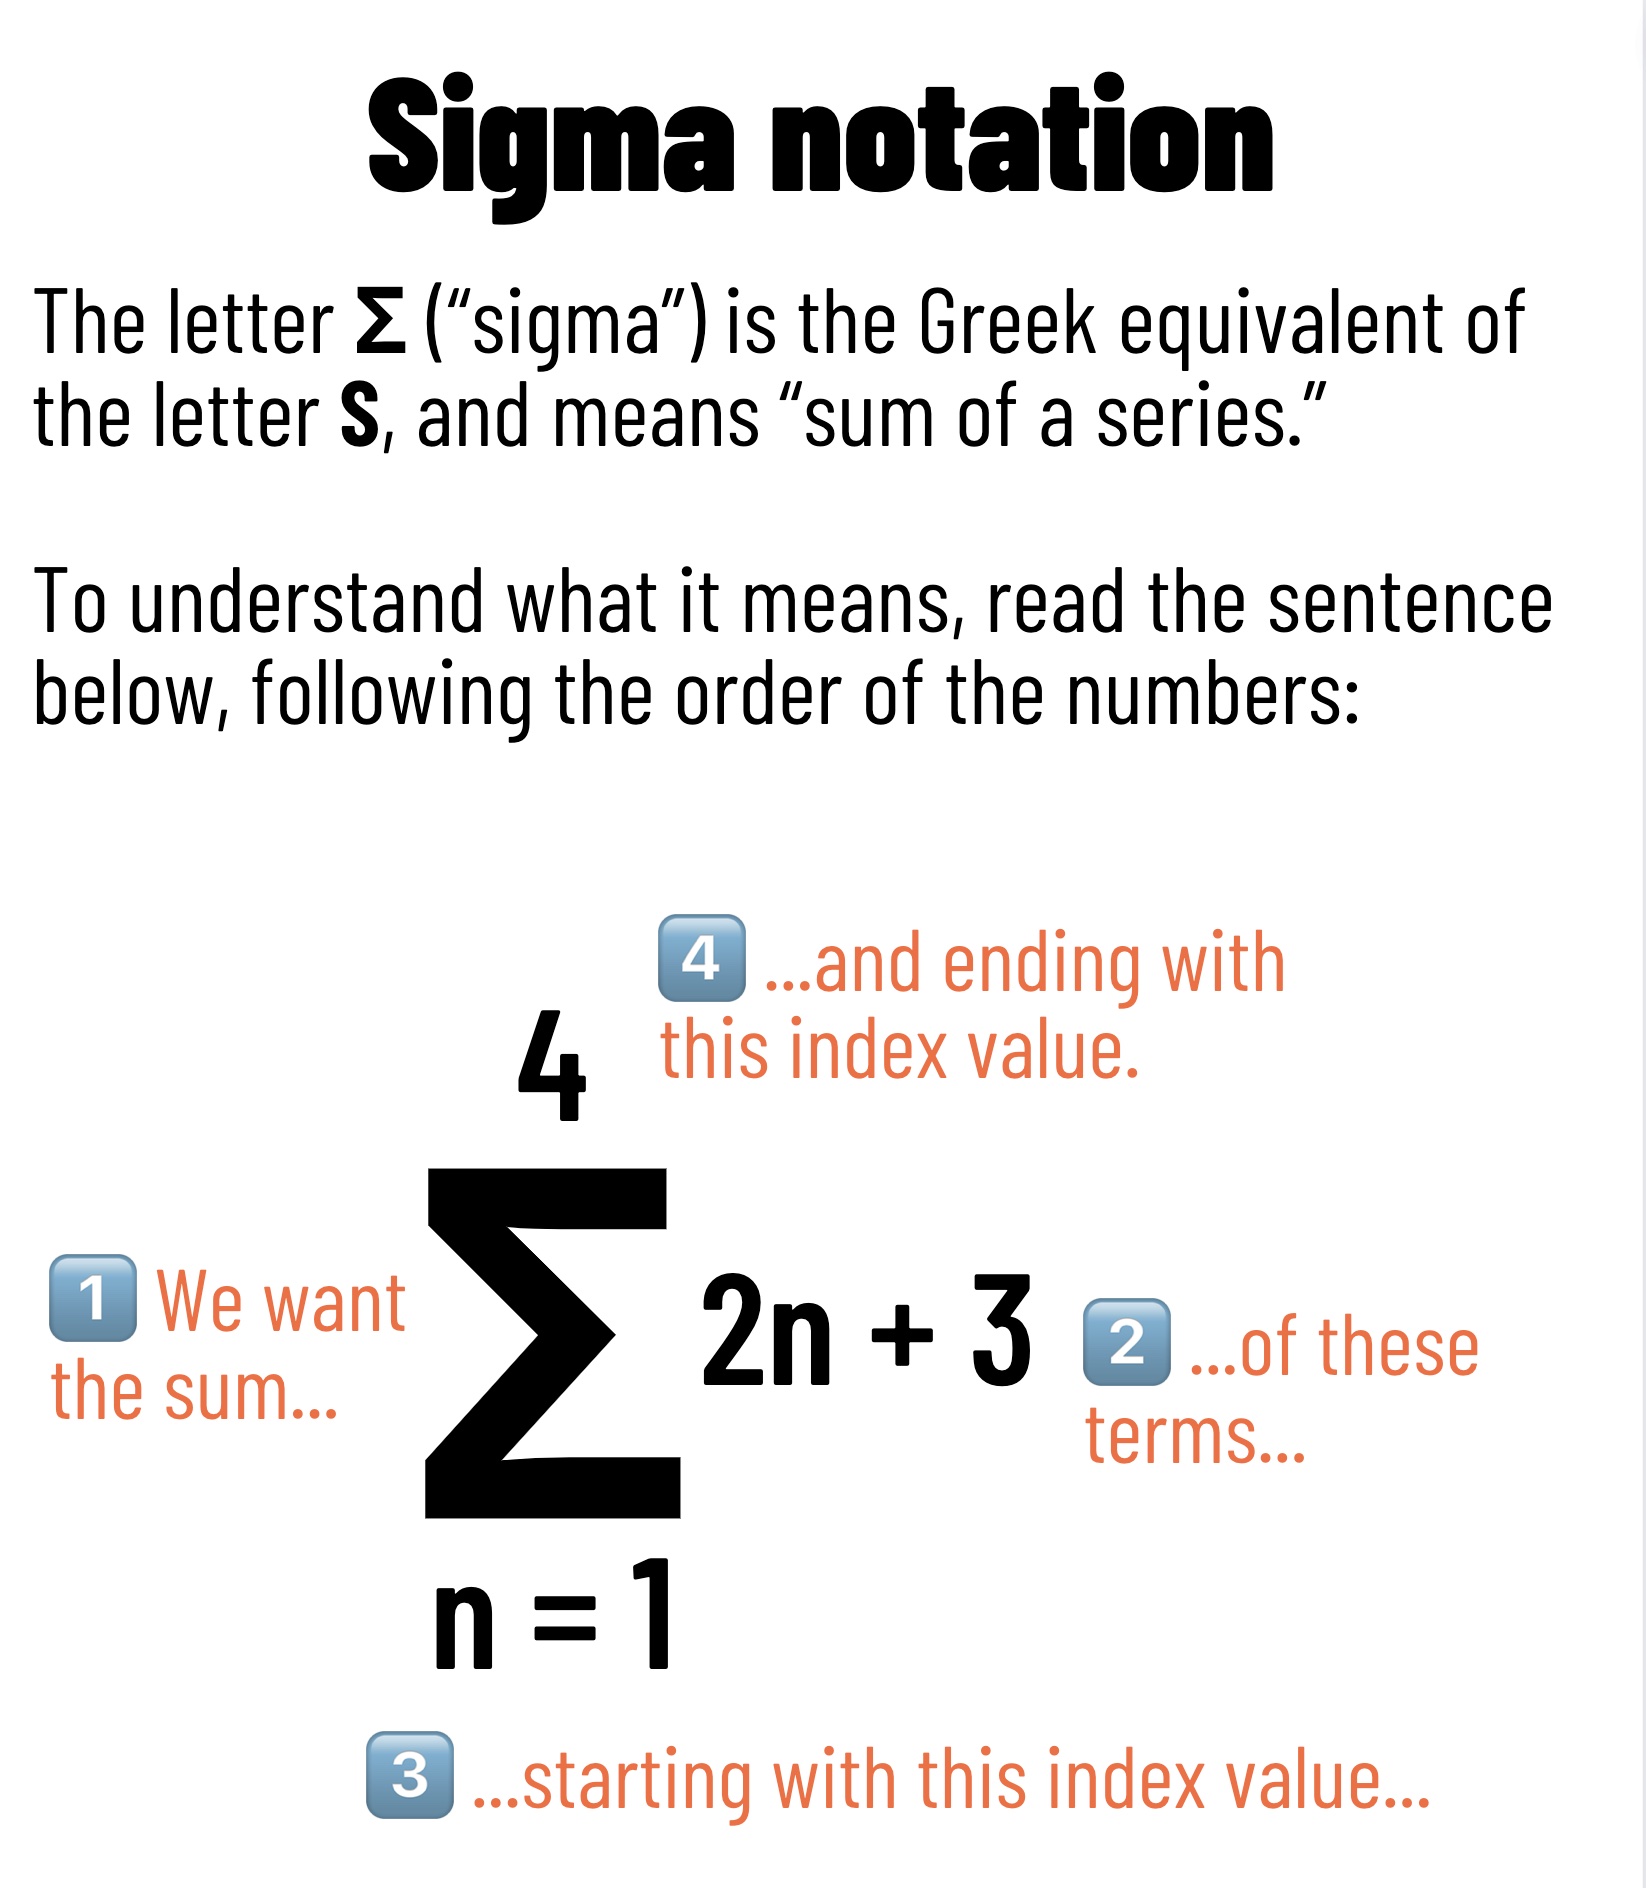 Sigma notation
The letter Σ (“sigma”) is the Greek equivalent of
the letter S, and means “sum of a series.”
To understand what it means, read the sentence
below, following the order of the numbers:
4 ...and ending with
this index value.
4
1 We want
the sum...
Σ 2n + 3
2 ...of these
terms...
n = 1
3 ...starting with this index value...